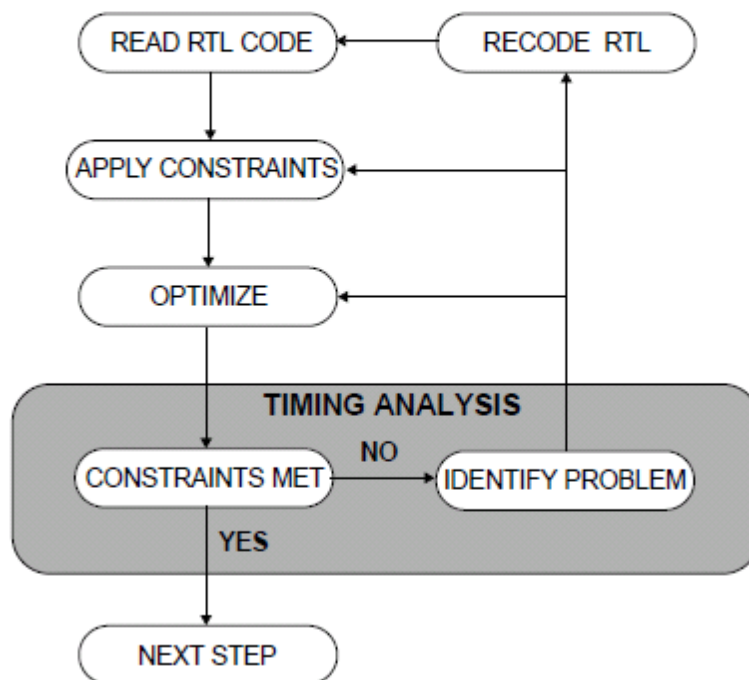 READ RTL CODE
RECODE RTL
APPLY CONSTRAINTS
OPTIMIZE
TIMING ANALYSIS
CONSTRAINTS MET
NO
IDENTIFY PROBLEM
YES
NEXT STEP